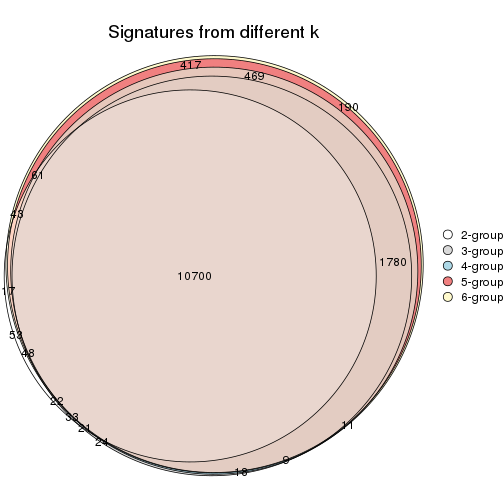 Signatures from different k
417
469
190
61
43
2-group
3-group
1780
4-group
10700
5-group
17
6-group
53
48
22
33
11
21
24
9
18